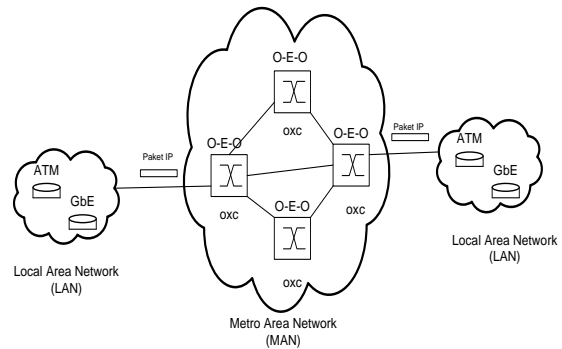 O-E-O
oxc
Paket IP
O-E-O
O-E-O
Paket IP
ATM
GbE
ATM
GbE
oxc
O-E-O
oxc
oxc
Local Area Network
(LAN)
Local Area Network
(LAN)
Metro Area Network
(MAN)